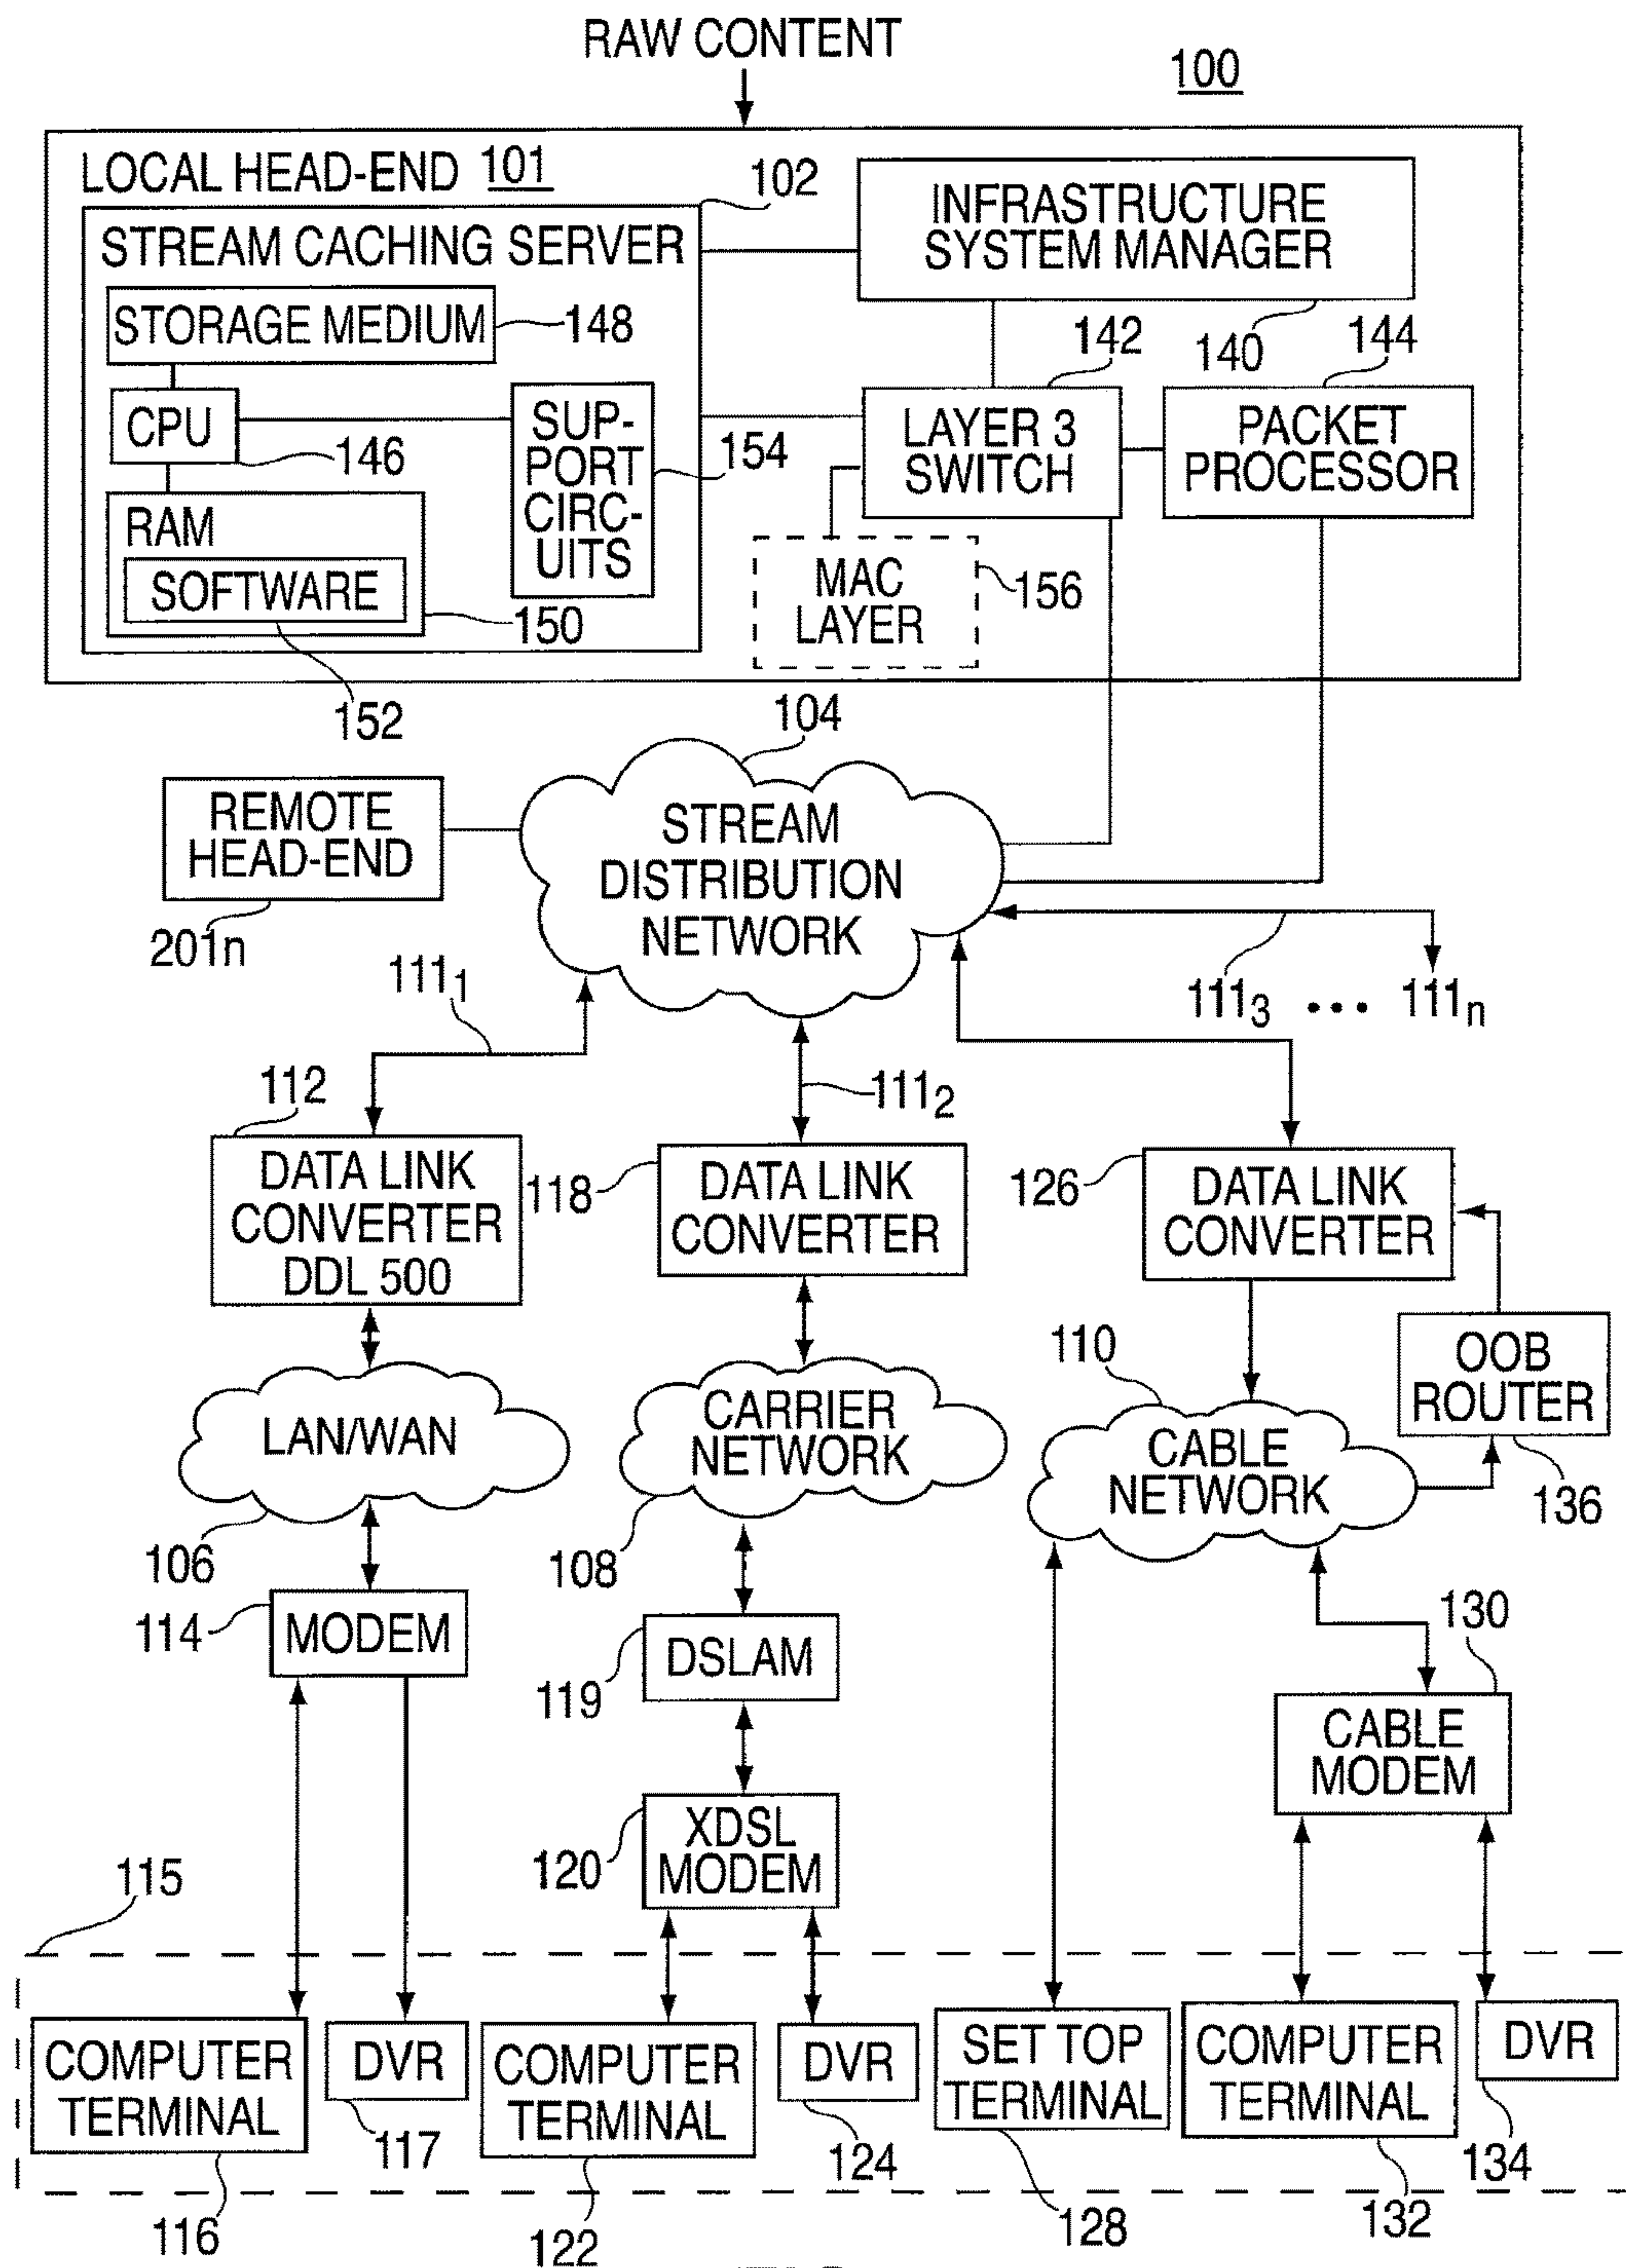 RAW CONTENT
100
LOCAL HEAD-END 101
102
INFRASTRUCTURE
SYSTEM MANAGER
STREAM CACHING SERVER
STORAGE MEDIUM
148
142
140
144
CPU
146
SUP-
PORT
CIRC-
UITS
154
LAYER 3
SWITCH
PACKET
PROCESSOR
RAM
SOFTWARE
150
MAC
LAYER
156
152
104
REMOTE
HEAD-END
201n
STREAM
DISTRIBUTION
NETWORK
111₁
111₃ ••• 111ₙ
112
111₂
DATA LINK
CONVERTER
DDL 500
118
DATA LINK
CONVERTER
126
DATA LINK
CONVERTER
110
OOB
ROUTER
LAN/WAN
CARRIER
NETWORK
CABLE
NETWORK
136
106
108
114
MODEM
119
DSLAM
130
CABLE
MODEM
120
XDSL
MODEM
115
COMPUTER
TERMINAL
DVR
COMPUTER
TERMINAL
DVR
SET TOP
TERMINAL
COMPUTER
TERMINAL
DVR
116
117
122
124
128
132
134